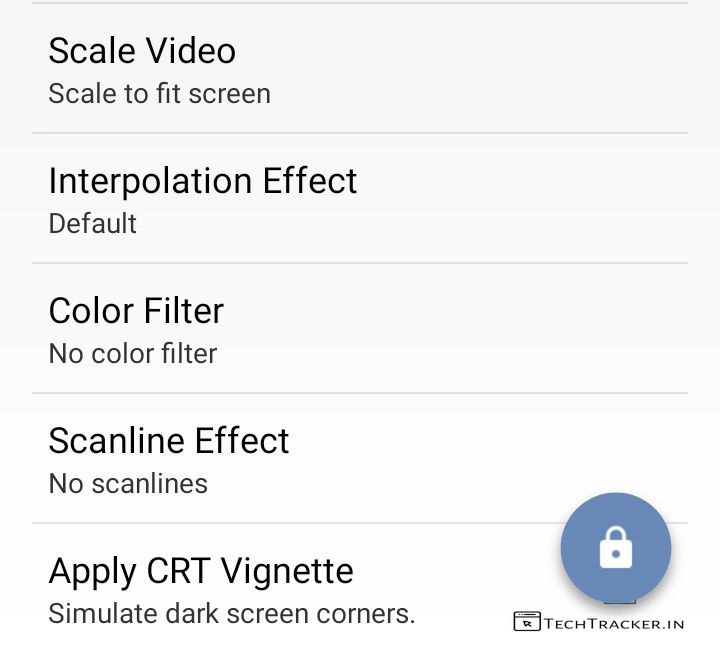 Scale Video
Scale to fit screen
Interpolation Effect
Default
Color Filter
No color filter
Scanline Effect
No scanlines
Apply CRT Vignette
Simulate dark screen corners.
TECHTRACKER.IN